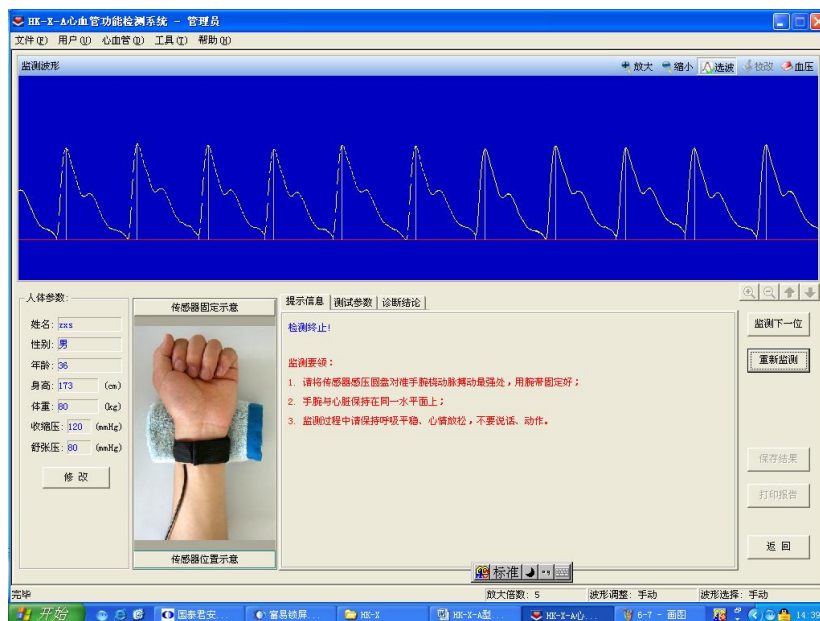 HK-X-A心血管功能检测系统 - 管理员
文件(F) 用户(U) 心血管(D) 工具(T) 帮助(H)
监测波形 放大 缩小 选波 校改 血压
人体参数:
姓名: zxs
性别: 男
年龄: 36
身高: 173 (cm)
体重: 80 (kg)
收缩压: 120 (mmHg)
舒张压: 80 (mmHg)
修 改
传感器固定示意
传感器位置示意
提示信息 测试参数 诊断结论
检测终止!
监测要领:
1. 请将传感器感压圆盘对准手腕桡动脉搏动最强处,用腕带固定好;
2. 手腕与心脏保持在同一水平面上;
3. 监测过程中请保持呼吸平稳、心情放松,不要说话、动作。
监测下一位
重新监测
保存结果
打印报告
返 回
标准
完毕 放大倍数: 5 波形调整: 手动 波形选择: 手动
开始 国泰君安... 富易锁屏... HK-X HK-X-A型... HK-X-A心... 6-7 - 画图 14:39